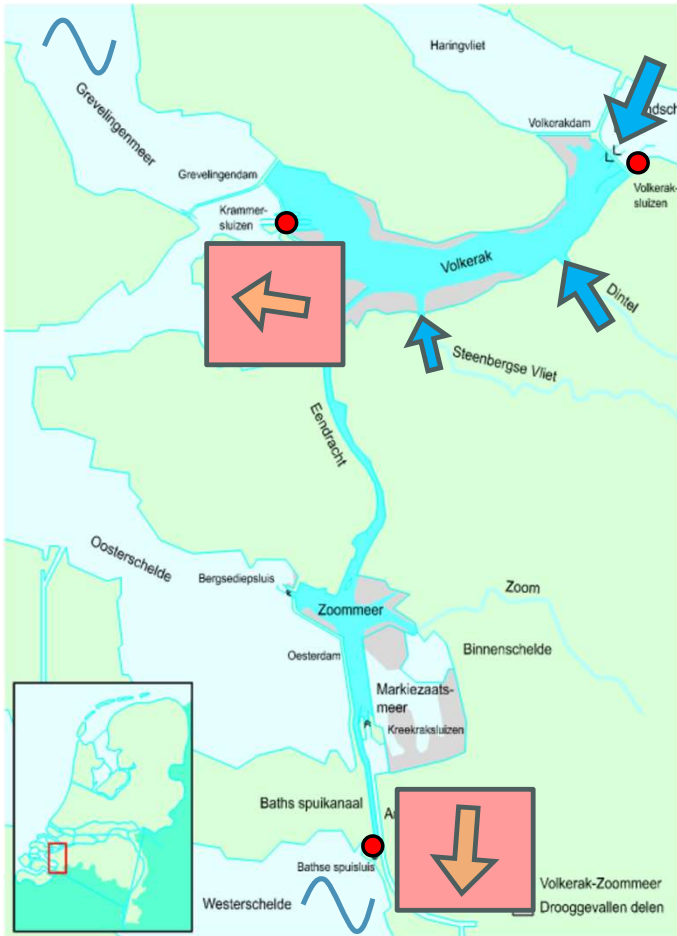 Haringvliet
Grevelingenmeer
Volkerakdam
Grevelingendam
Volkerak-
sluizen
Krammer-
sluizen
Volkerak
Dintel
Steenbergse Vliet
Eendracht
Oosterschelde
Bergsediepsluis
Zoom
Zoommeer
Binnenschelde
Oesterdam
Markiezaats-
meer
Kreekraksluizen
Baths spuikanaal
Bathse spuisluis
Volkerak-Zoommeer
Westerschelde
Drooggevallen delen